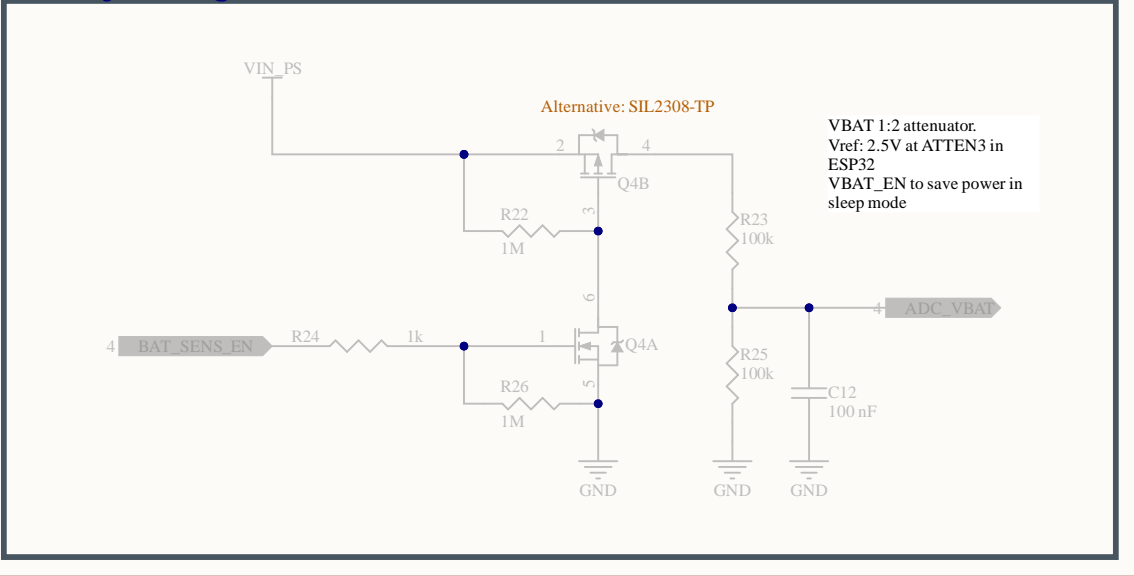 VIN_PS
Alternative: SIL2308-TP
VBAT 1:2 attenuator.
Vref: 2.5V at ATTEN3 in
ESP32
VBAT_EN to save power in
sleep mode
2
4
Q4B
3
R22
1M
R23
100k
6
4
ADC_VBAT
4
BAT_SENS_EN
R24
1k
1
Q4A
R25
100k
5
R26
1M
C12
100 nF
GND
GND
GND